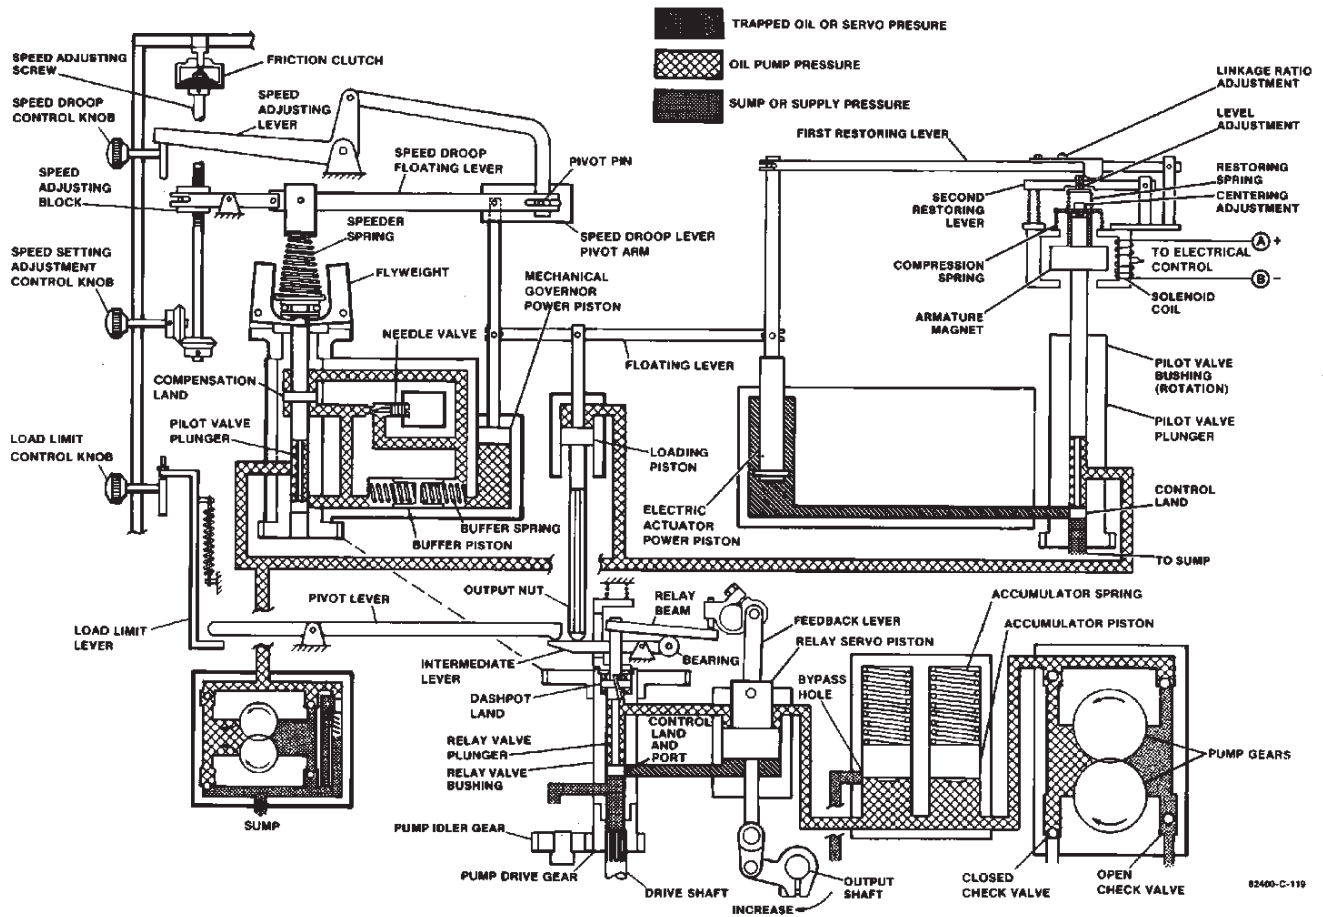 TRAPPED OIL OR SERVO PRESURE
OIL PUMP PRESSURE
SUMP OR SUPPLY PRESSURE
SPEED ADJUSTING
SCREW
FRICTION CLUTCH
SPEED DROOP
CONTROL KNOB
SPEED
ADJUSTING
LEVER
SPEED
ADJUSTING
BLOCK
SPEED DROOP
FLOATING LEVER
PIVOT PIN
SPEEDER
SPRING
SPEED DROOP LEVER
PIVOT ARM
SPEED SETTING
ADJUSTMENT
CONTROL KNOB
FLYWEIGHT
MECHANICAL
GOVERNOR
POWER PISTON
NEEDLE VALVE
COMPENSATION
LAND
PILOT VALVE
PLUNGER
LOAD LIMIT
CONTROL KNOB
BUFFER SPRING
BUFFER PISTON
FIRST RESTORING LEVER
LINKAGE RATIO
ADJUSTMENT
LEVEL
ADJUSTMENT
RESTORING
SPRING
CENTERING
ADJUSTMENT
SECOND
RESTORING
LEVER
A +
TO ELECTRICAL
CONTROL
B −
COMPRESSION
SPRING
SOLENOID
COIL
ARMATURE
MAGNET
FLOATING LEVER
PILOT VALVE
BUSHING
(ROTATION)
PILOT VALVE
PLUNGER
LOADING
PISTON
ELECTRIC
ACTUATOR
POWER PISTON
CONTROL
LAND
TO SUMP
OUTPUT NUT
PIVOT LEVER
LOAD LIMIT
LEVER
RELAY
BEAM
FEEDBACK LEVER
RELAY SERVO PISTON
ACCUMULATOR SPRING
ACCUMULATOR PISTON
INTERMEDIATE
LEVER
BEARING
BYPASS
HOLE
DASHPOT
LAND
CONTROL
LAND
AND
PORT
RELAY VALVE
PLUNGER
RELAY VALVE
BUSHING
PUMP GEARS
SUMP
PUMP IDLER GEAR
PUMP DRIVE GEAR
DRIVE SHAFT
OUTPUT
SHAFT
INCREASE
CLOSED
CHECK VALVE
OPEN
CHECK VALVE
82400-C-119